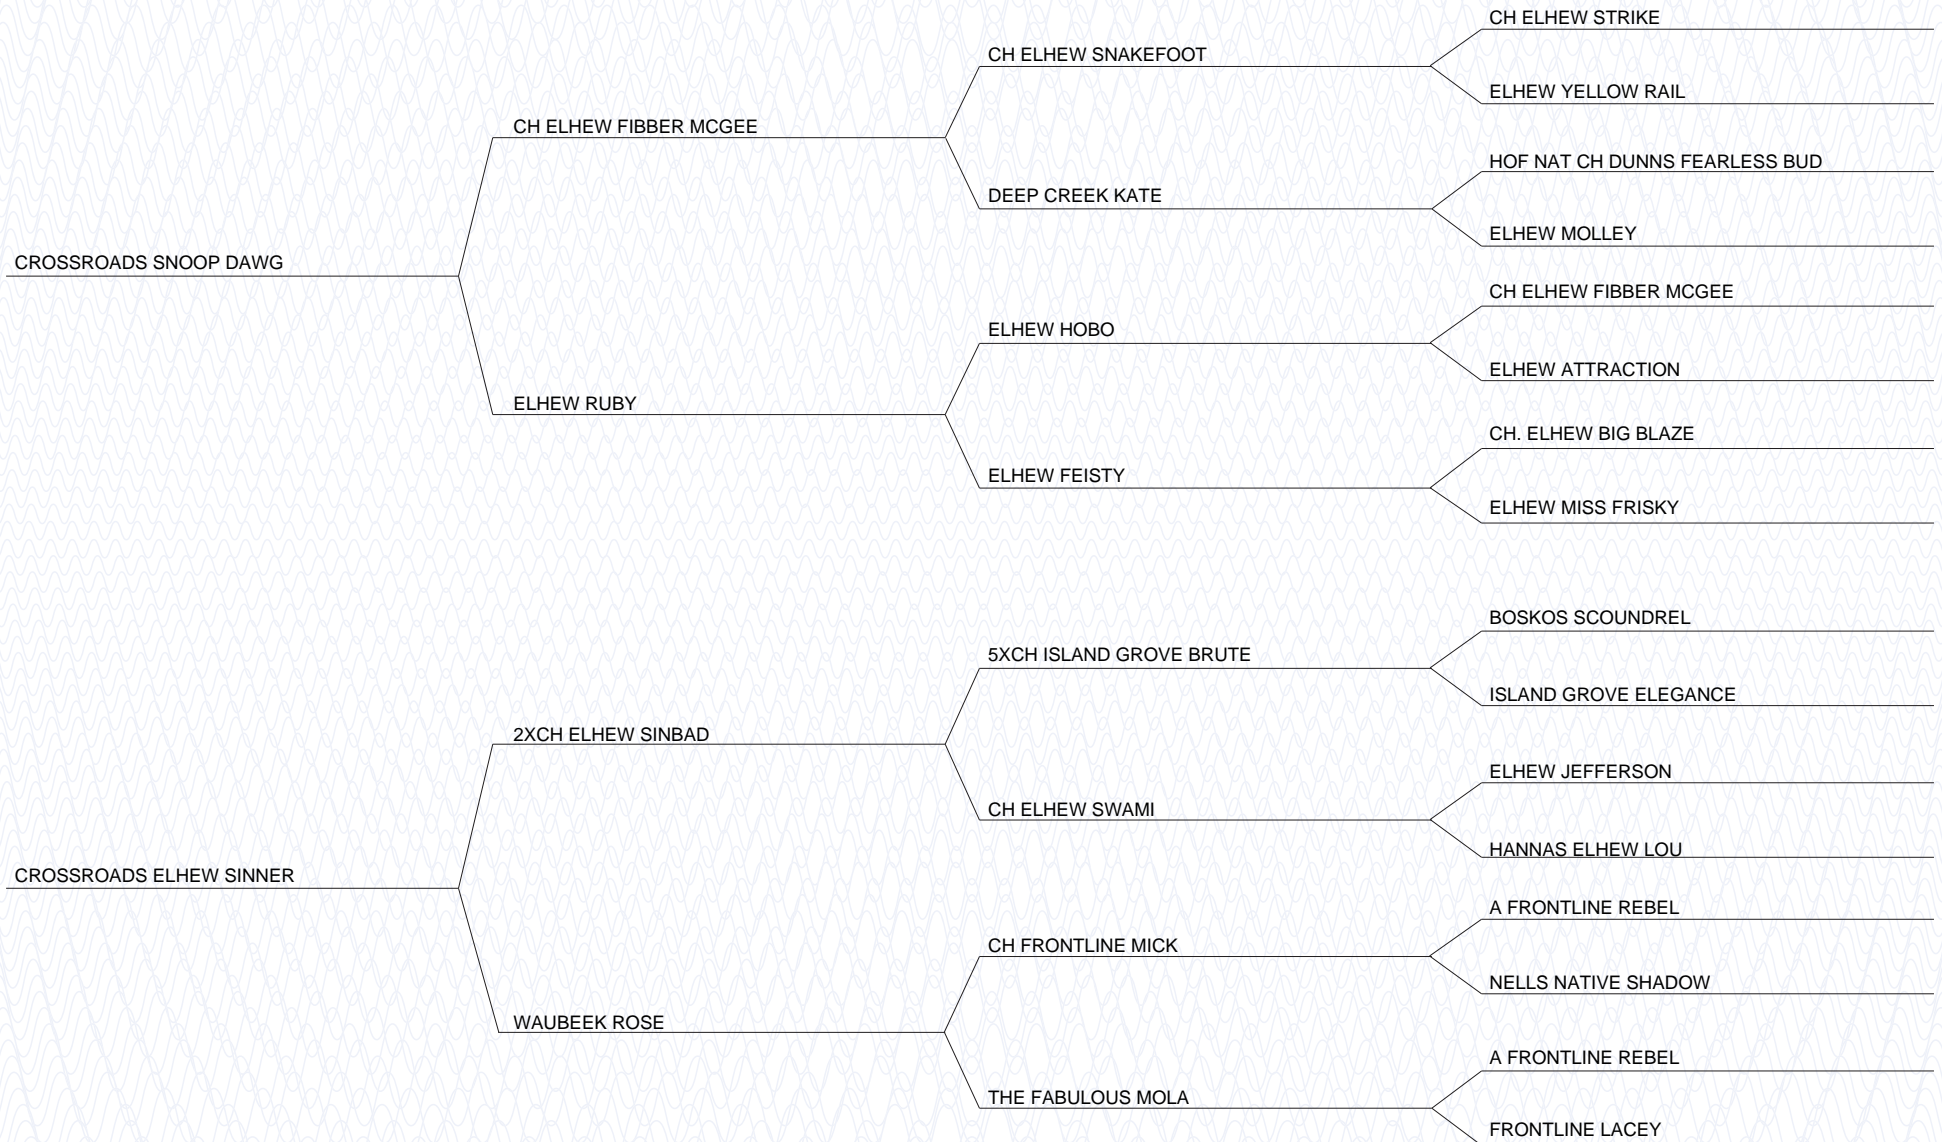 CH ELHEW STRIKE
CH ELHEW SNAKEFOOT
ELHEW YELLOW RAIL
CH ELHEW FIBBER MCGEE
HOF NAT CH DUNNS FEARLESS BUD
DEEP CREEK KATE
ELHEW MOLLEY
CROSSROADS SNOOP DAWG
CH ELHEW FIBBER MCGEE
ELHEW HOBO
ELHEW ATTRACTION
ELHEW RUBY
CH. ELHEW BIG BLAZE
ELHEW FEISTY
ELHEW MISS FRISKY
BOSKOS SCOUNDREL
5XCH ISLAND GROVE BRUTE
ISLAND GROVE ELEGANCE
2XCH ELHEW SINBAD
ELHEW JEFFERSON
CH ELHEW SWAMI
HANNAS ELHEW LOU
CROSSROADS ELHEW SINNER
A FRONTLINE REBEL
CH FRONTLINE MICK
NELLS NATIVE SHADOW
WAUBEEK ROSE
A FRONTLINE REBEL
THE FABULOUS MOLA
FRONTLINE LACEY